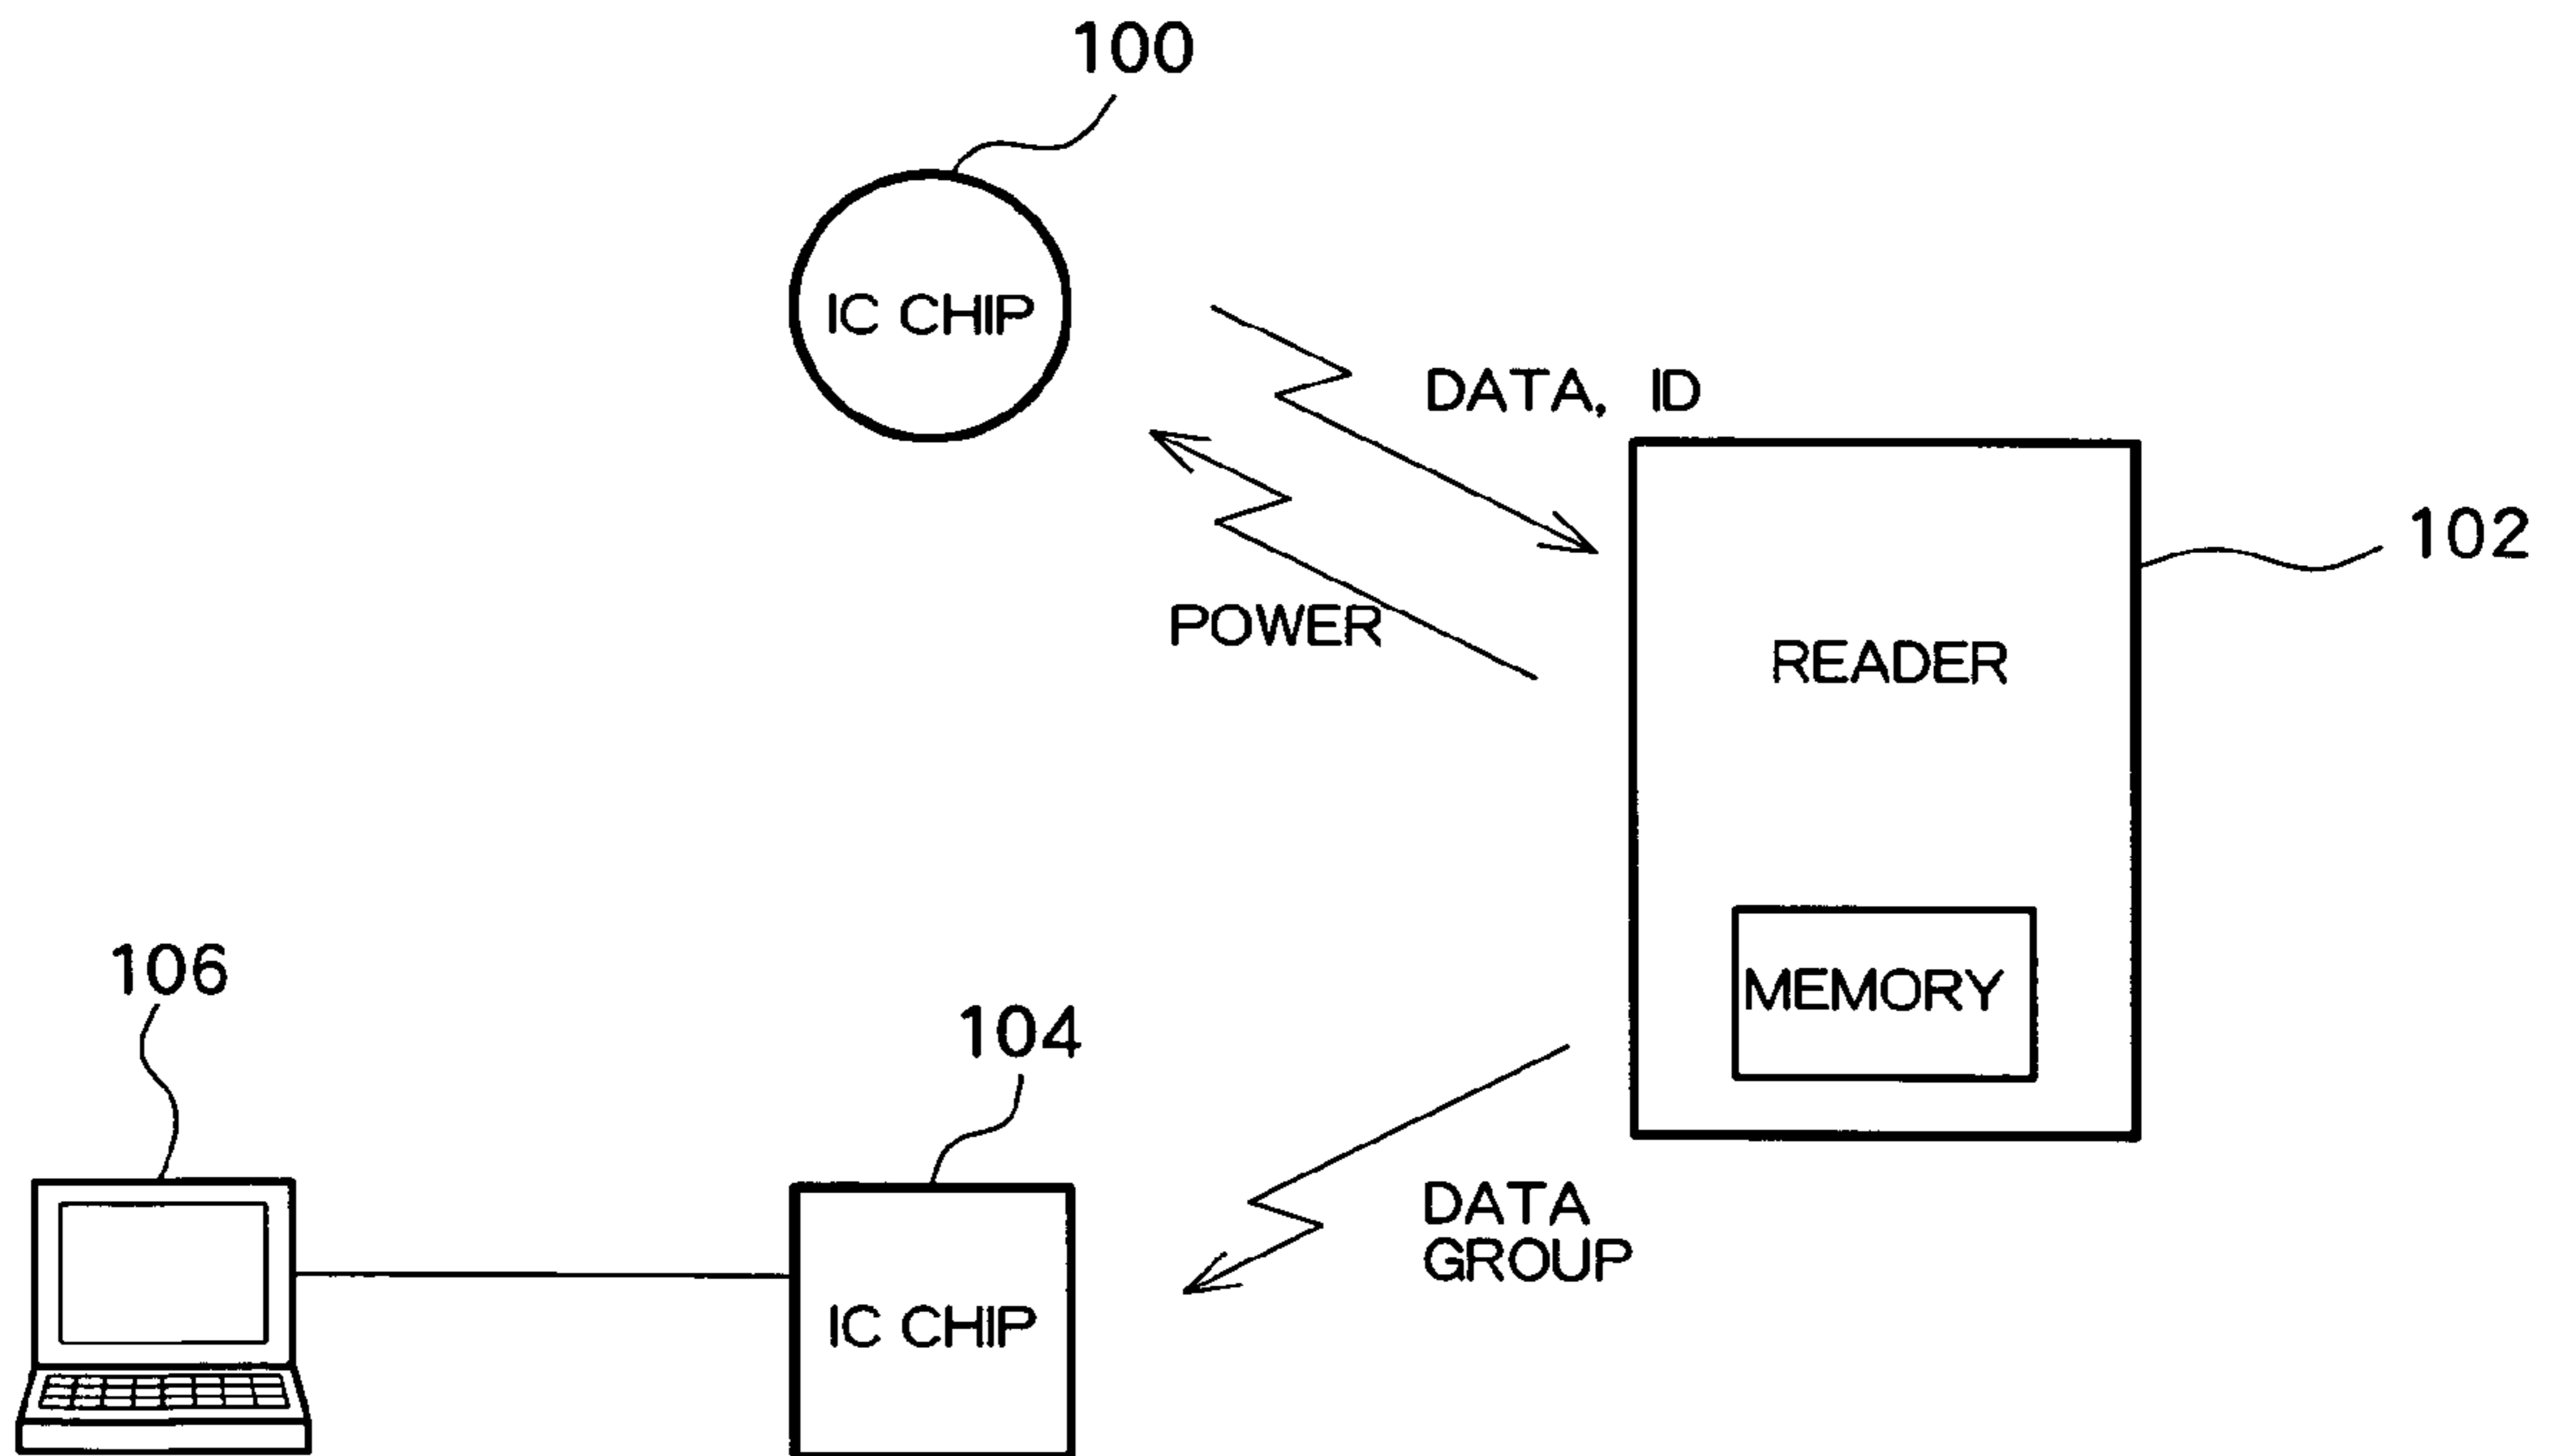 100
IC CHIP
DATA, ID
102
POWER
READER
106
MEMORY
104
DATA
GROUP
IC CHIP